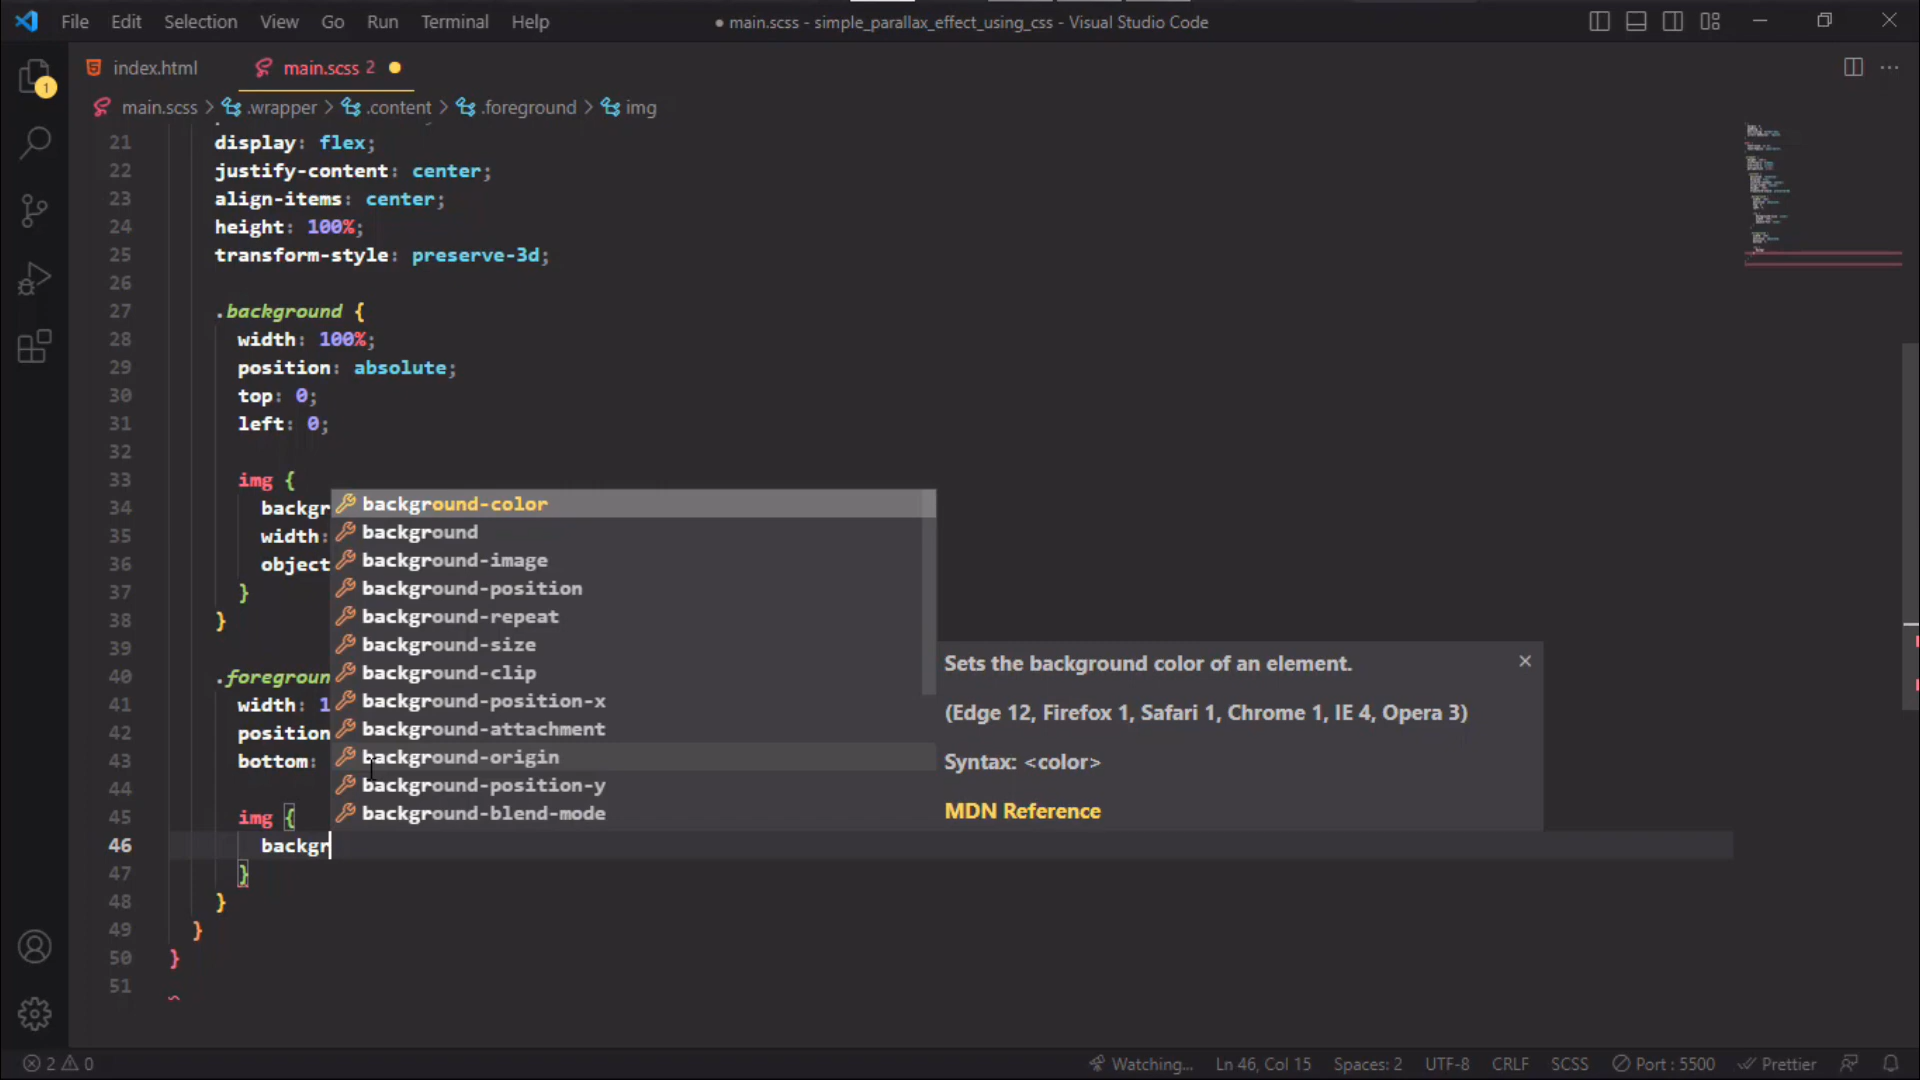 File Edit Selection View Go Run Terminal Help
● main.scss - simple_parallax_effect_using_css - Visual Studio Code
1
index.html
main.scss 2
main.scss > .wrapper > .content > .foreground > img
21 display: flex;
22 justify-content: center;
23 align-items: center;
24 height: 100%;
25 transform-style: preserve-3d;
26
27 .background {
28 width: 100%;
29 position: absolute;
30 top: 0;
31 left: 0;
32
33 img {
34 backgr
35 width:
36 object
37 }
38 }
39
40 .foregroun
41 width: 1
42 position
43 bottom:
44
45 img {
46 backgr
47 }
48 }
49 }
50 }
51
background-color
background
background-image
background-position
background-repeat
background-size
background-clip
background-position-x
background-attachment
background-origin
background-position-y
background-blend-mode
Sets the background color of an element.
(Edge 12, Firefox 1, Safari 1, Chrome 1, IE 4, Opera 3)
Syntax: <color>
MDN Reference
2 0
Watching... Ln 46, Col 15 Spaces: 2 UTF-8 CRLF SCSS Port : 5500 Prettier